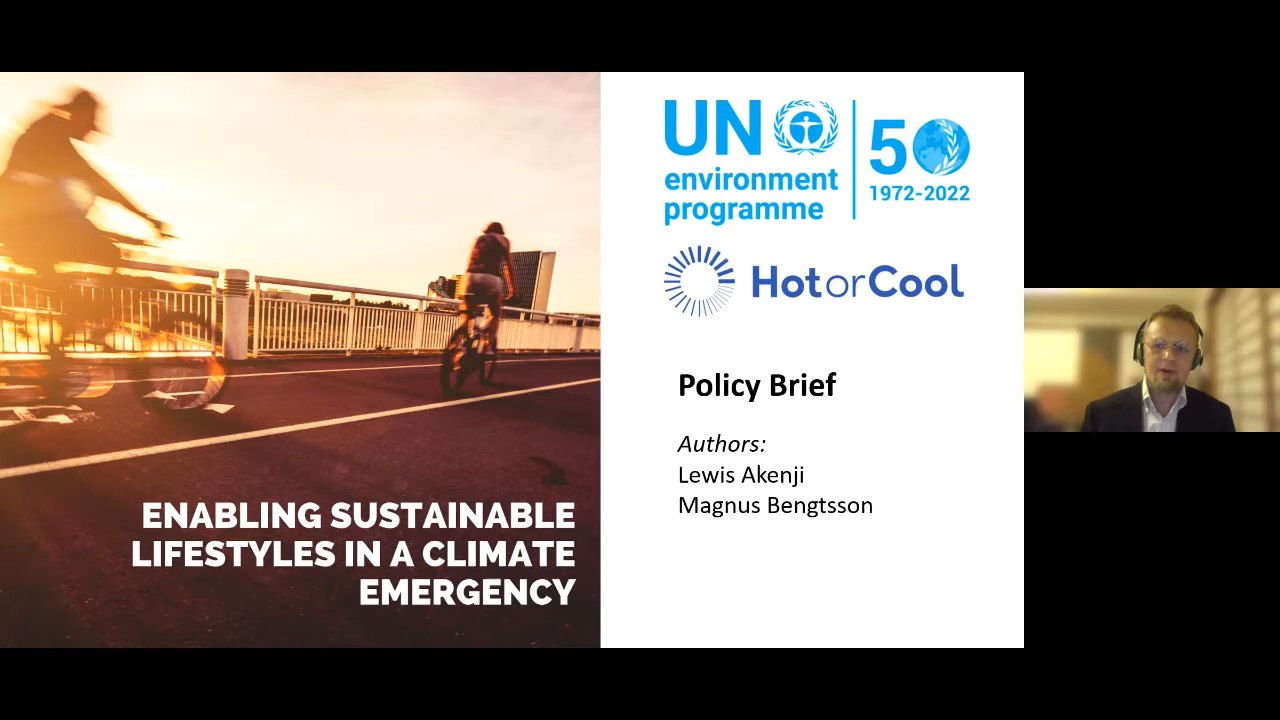 UN
environment
programme
50
1972-2022
HotorCool
Policy Brief
Authors:
Lewis Akenji
Magnus Bengtsson
ENABLING SUSTAINABLE
LIFESTYLES IN A CLIMATE
EMERGENCY